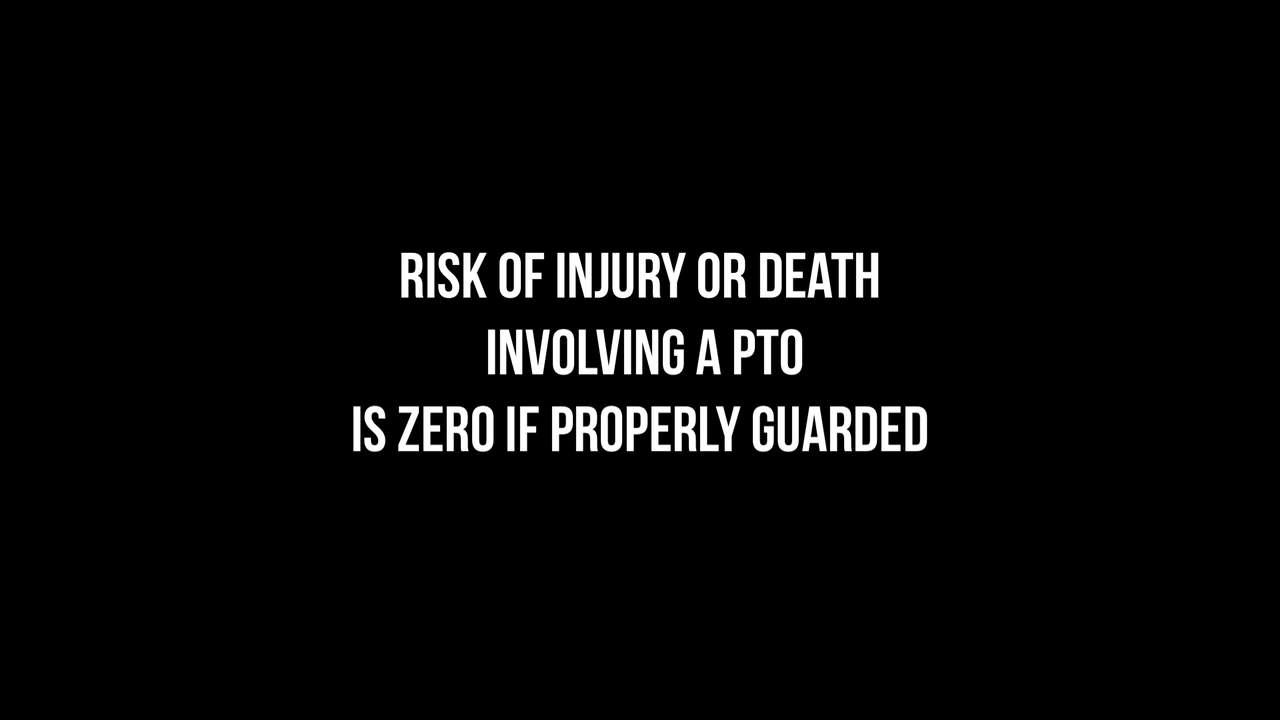 RISK OF INJURY OR DEATH
INVOLVING A PTO
IS ZERO IF PROPERLY GUARDED